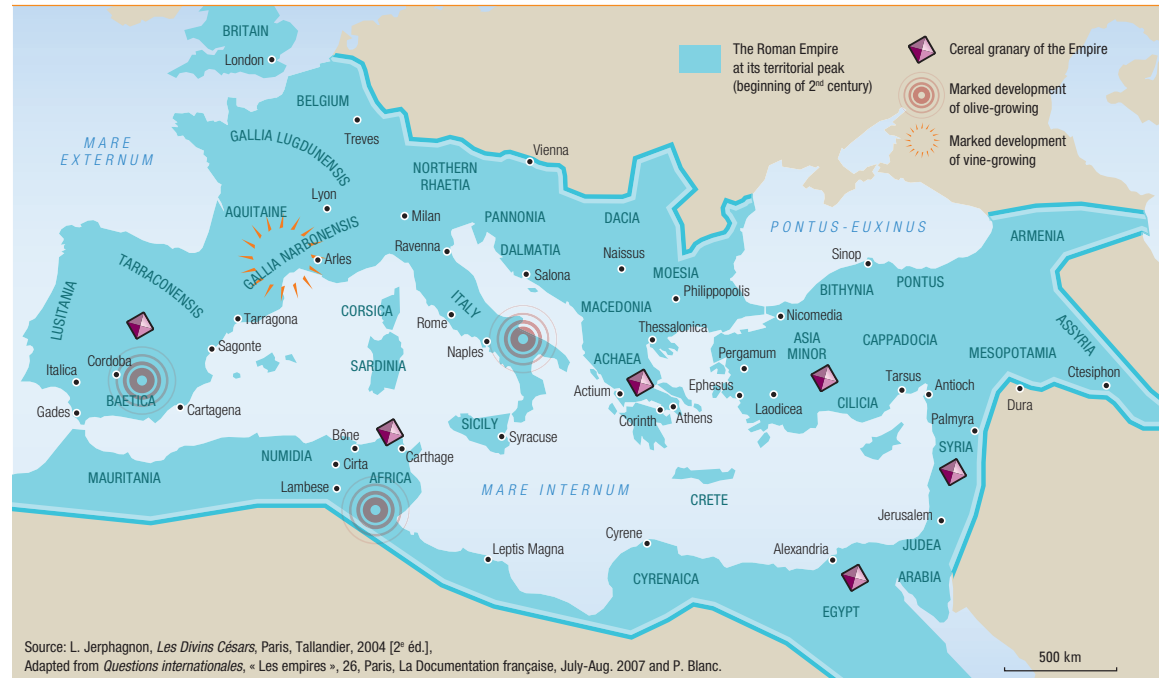 BRITAIN
London
The Roman Empire
at its territorial peak
(beginning of 2nd century)
Cereal granary of the Empire
Marked development
of olive-growing
Marked development
of vine-growing
BELGIUM
Treves
MARE
EXTERNUM
GALLIA LUGDUNENSIS
Vienna
NORTHERN
RHAETIA
Lyon
AQUITAINE
Milan
PANNONIA
DACIA
PONTUS-EUXINUS
GALLIA NARBONENSIS
Arles
Ravenna
DALMATIA
Naissus
ARMENIA
TARRACONENSIS
Salona
MOESIA
Sinop
PONTUS
BITHYNIA
LUSITANIA
CORSICA
ITALY
MACEDONIA
Philippopolis
Tarragona
Rome
Nicomedia
Thessalonica
ASIA
MINOR
CAPPADOCIA
ASSYRIA
Sagonte
Naples
SARDINIA
ACHAEA
Pergamum
MESOPOTAMIA
Italica
Cordoba
Ctesiphon
BAETICA
Actium
Ephesus
Laodicea
Tarsus
Antioch
Dura
CILICIA
Gades
Cartagena
Corinth
Athens
Palmyra
SICILY
Syracuse
Bône
Carthage
SYRIA
NUMIDIA
Cirta
MAURITANIA
AFRICA
Lambese
MARE INTERNUM
CRETE
Jerusalem
Cyrene
Alexandria
JUDEA
Leptis Magna
CYRENAICA
ARABIA
EGYPT
Source: L. Jerphagnon, Les Divins Césars, Paris, Tallandier, 2004 [2e éd.],
Adapted from Questions internationales, « Les empires », 26, Paris, La Documentation française, July-Aug. 2007 and P. Blanc.
500 km